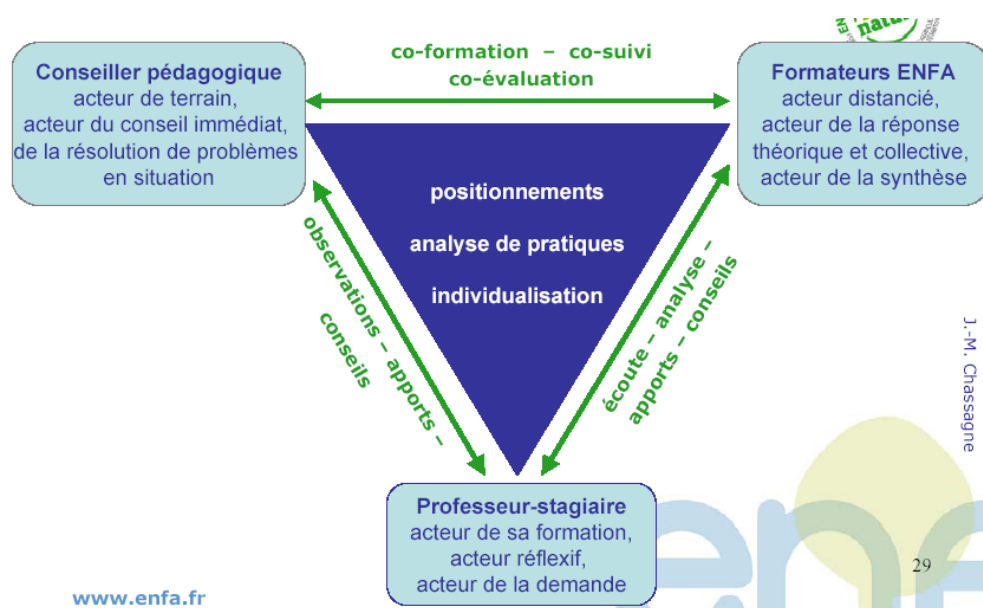 natur
co-formation – co-suivi
co-évaluation
Conseiller pédagogique
acteur de terrain,
acteur du conseil immédiat,
de la résolution de problèmes
en situation
Formateurs ENFA
acteur distancié,
acteur de la réponse
théorique et collective,
acteur de la synthèse
positionnements
analyse de pratiques
individualisation
observations – apports –
conseils
écoute – analyse –
apports – conseils
J.-M. Chassagne
Professeur-stagiaire
acteur de sa formation,
acteur réflexif,
acteur de la demande
enf
29
www.enfa.fr